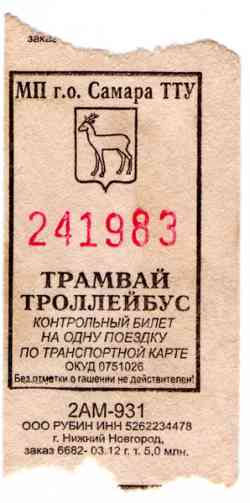 зака
МП г.о. Самара ТТУ
241983
ТРАМВАЙ
ТРОЛЛЕЙБУС
КОНТРОЛЬНЫЙ БИЛЕТ
НА ОДНУ ПОЕЗДКУ
ПО ТРАНСПОРТНОЙ КАРТЕ
ОКУД 0751026
Без отметки о гашении не действителен!
2АМ-931
ООО РУБИН ИНН 5262234478
г. Нижний Новгород,
заказ 6682- 03.12 г. т. 5,0 млн.